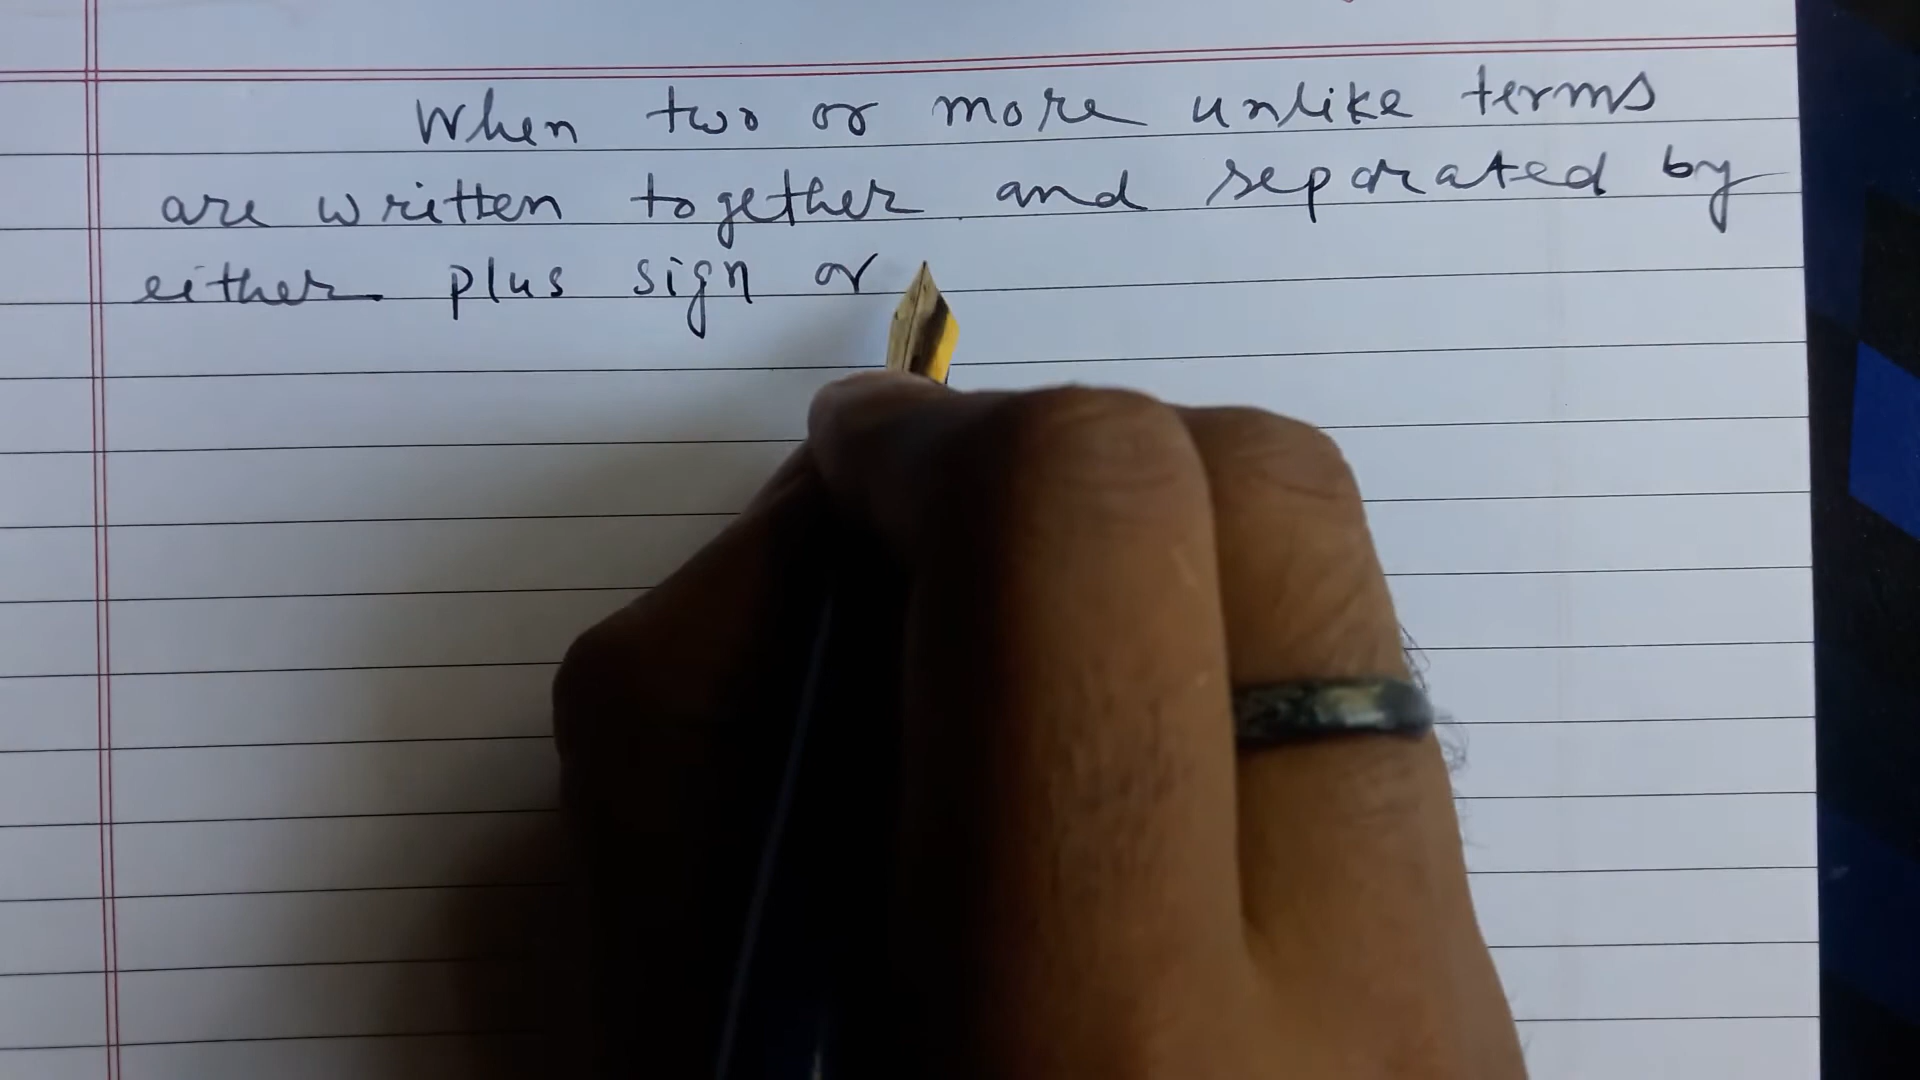 When two or more unlike terms
are written together and separated by
either plus sign or